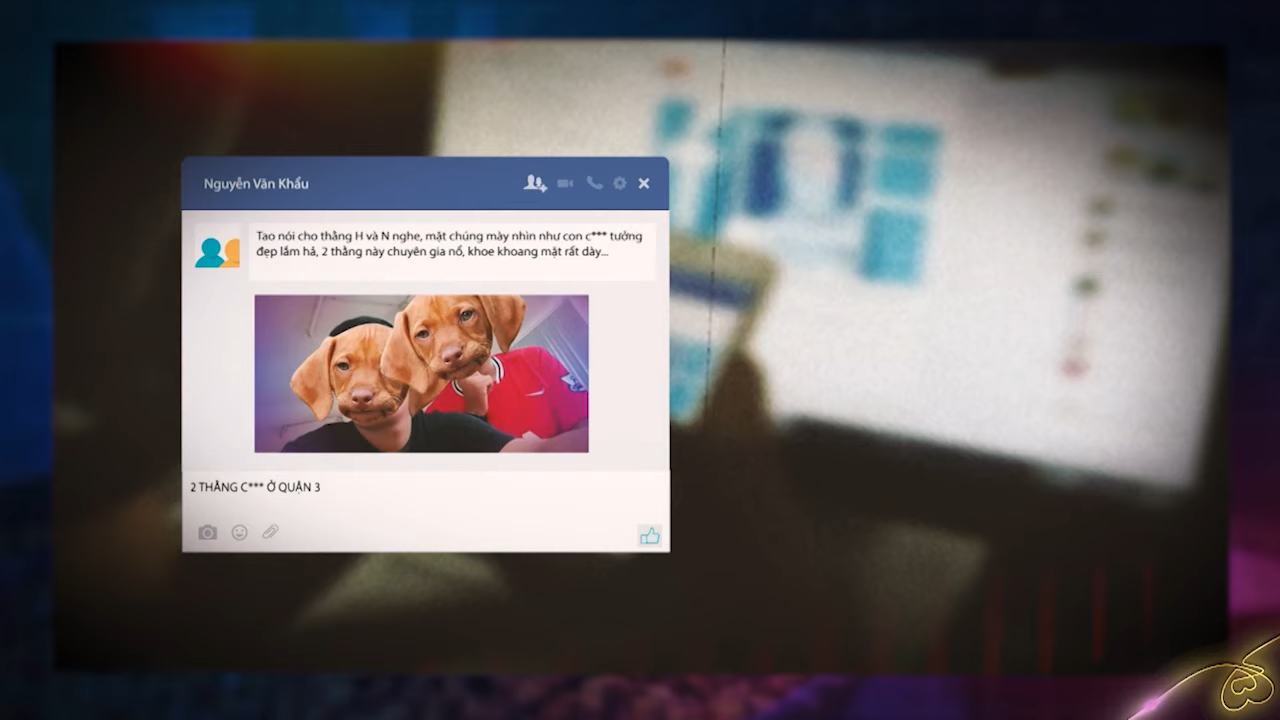 Nguyễn Văn Khẩu
Tao nói cho thằng H và N nghe, mặt chúng mày nhìn như con c*** tưởng
đẹp lắm hả, 2 thằng này chuyên gia nổ, khoe khoang mặt rất dày...
2 THẰNG C*** Ở QUẬN 3